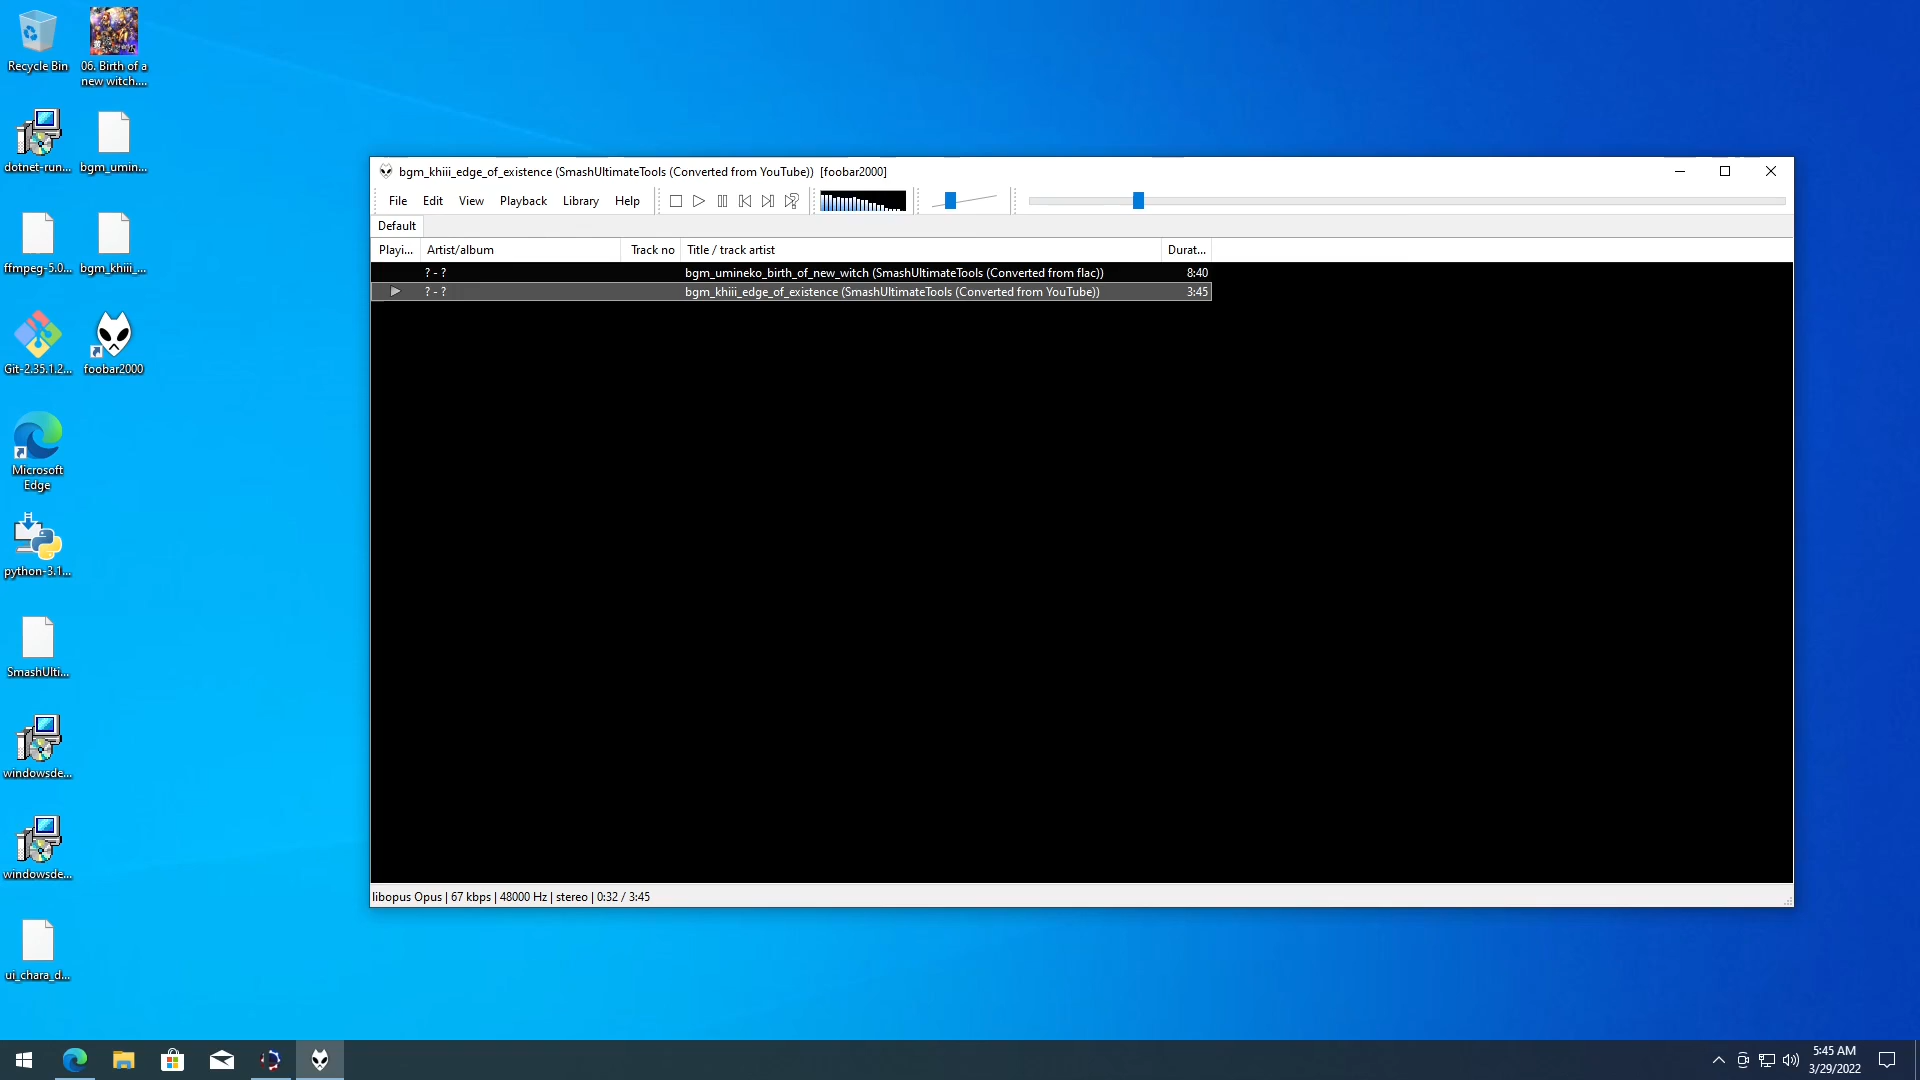 Recycle Bin
06. Birth of a
new witch....
dotnet-run...
bgm_umin...
ffmpeg-5.0...
bgm_khiii_...
Git-2.35.1.2...
foobar2000
Microsoft
Edge
python-3.1...
SmashUlti...
windowsde...
windowsde...
ui_chara_d...
bgm_khiii_edge_of_existence (SmashUltimateTools (Converted from YouTube)) [foobar2000]
File Edit View Playback Library Help
Default
Playi... Artist/album Track no Title / track artist Durat...
? - ? bgm_umineko_birth_of_new_witch (SmashUltimateTools (Converted from flac)) 8:40
? - ? bgm_khiii_edge_of_existence (SmashUltimateTools (Converted from YouTube)) 3:45
libopus Opus | 67 kbps | 48000 Hz | stereo | 0:32 / 3:45
5:45 AM
3/29/2022